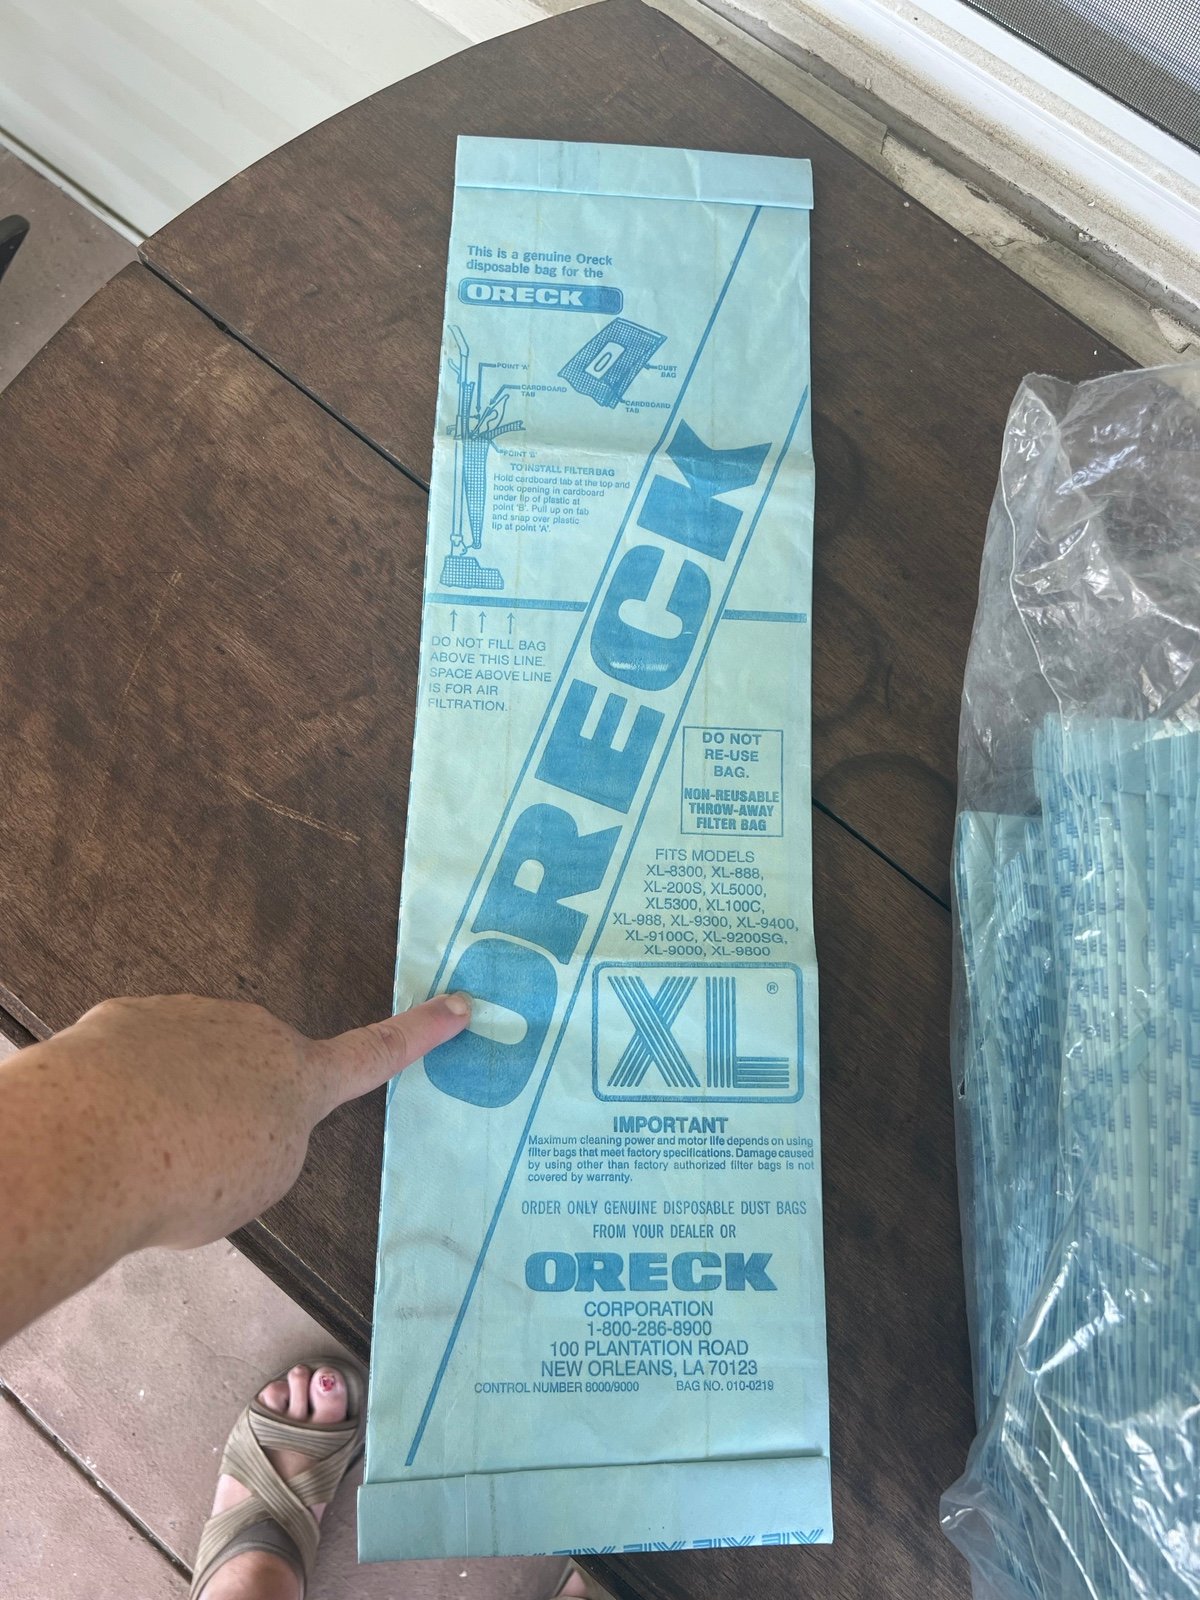 This is a genuine Oreck
disposable bag for the
ORECK
POINT 'A'
CARDBOARD
TAB
DUST
BAG
CARDBOARD
TAB
POINT 'B'
TO INSTALL FILTER BAG
Hold cardboard tab at the top and
hook opening in cardboard
under lip of plastic at
point 'B'. Pull up on tab
and snap over plastic
lip at point 'A'.
DO NOT FILL BAG
ABOVE THIS LINE.
SPACE ABOVE LINE
IS FOR AIR
FILTRATION.
ORECK
DO NOT
RE-USE
BAG.
NON-REUSABLE
THROW-AWAY
FILTER BAG
FITS MODELS
XL-8300, XL-888,
XL-200S, XL5000,
XL5300, XL100C,
XL-988, XL-9300, XL-9400,
XL-9100C, XL-9200SG,
XL-9000, XL-9800
XL®
IMPORTANT
Maximum cleaning power and motor life depends on using
filter bags that meet factory specifications. Damage caused
by using other than factory authorized filter bags is not
covered by warranty.
ORDER ONLY GENUINE DISPOSABLE DUST BAGS
FROM YOUR DEALER OR
ORECK
CORPORATION
1-800-286-8900
100 PLANTATION ROAD
NEW ORLEANS, LA 70123
CONTROL NUMBER 8000/9000 BAG NO. 010-0219